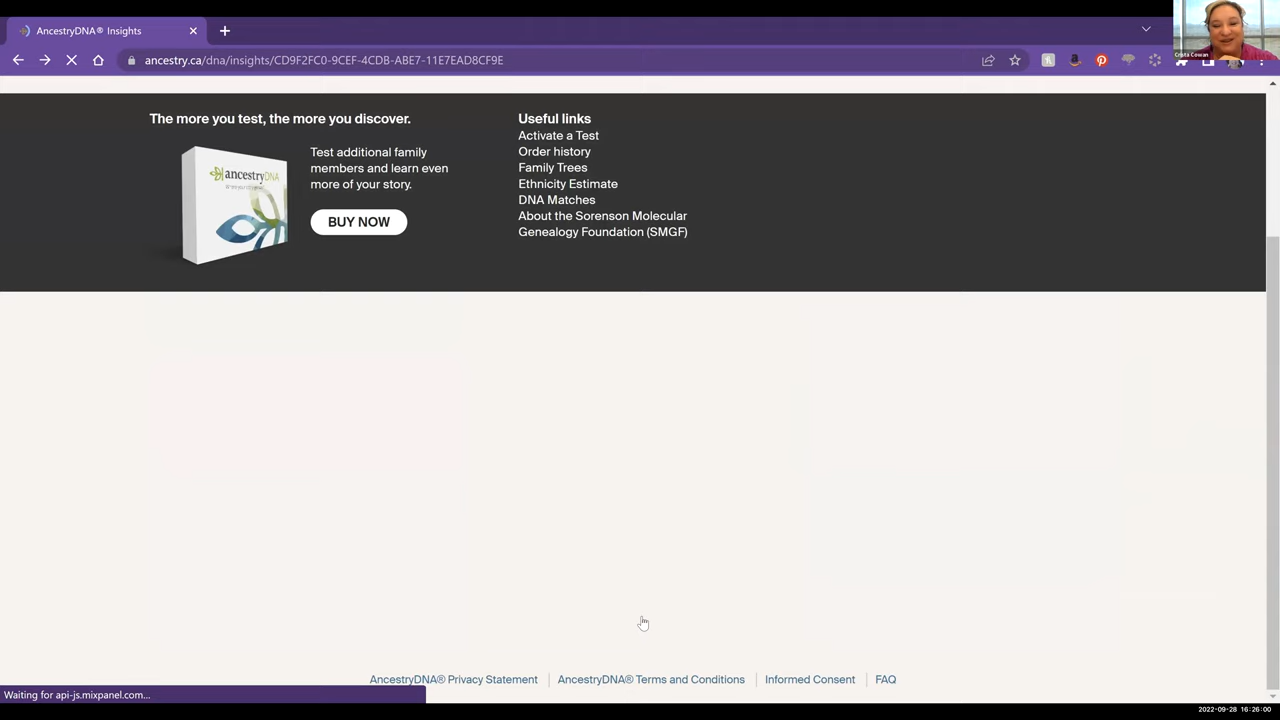 AncestryDNA® Insights
ancestry.ca/dna/insights/CD9F2FC0-9CEF-4CDB-ABE7-11E7EAD8CF9E
Crista Cowan
The more you test, the more you discover.
ancestryDNA
Test additional family
members and learn even
more of your story.
BUY NOW
Useful links
Activate a Test
Order history
Family Trees
Ethnicity Estimate
DNA Matches
About the Sorenson Molecular
Genealogy Foundation (SMGF)
AncestryDNA® Privacy Statement
AncestryDNA® Terms and Conditions
Informed Consent
FAQ
Waiting for api-js.mixpanel.com...
2022-09-28 16:26:00